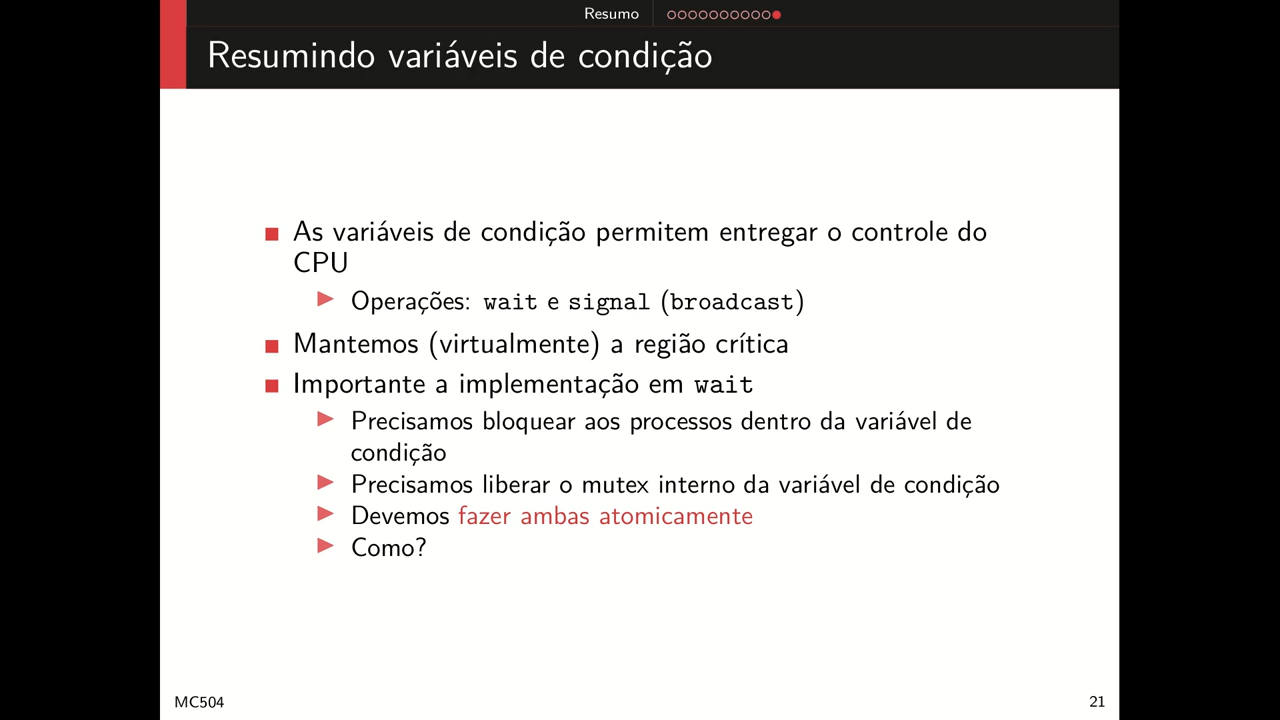 Resumo
Resumindo variáveis de condição
As variáveis de condição permitem entregar o controle do
CPU
Operações: wait e signal (broadcast)
Mantemos (virtualmente) a região crítica
Importante a implementação em wait
Precisamos bloquear aos processos dentro da variável de
condição
Precisamos liberar o mutex interno da variável de condição
Devemos fazer ambas atomicamente
Como?
MC504
21